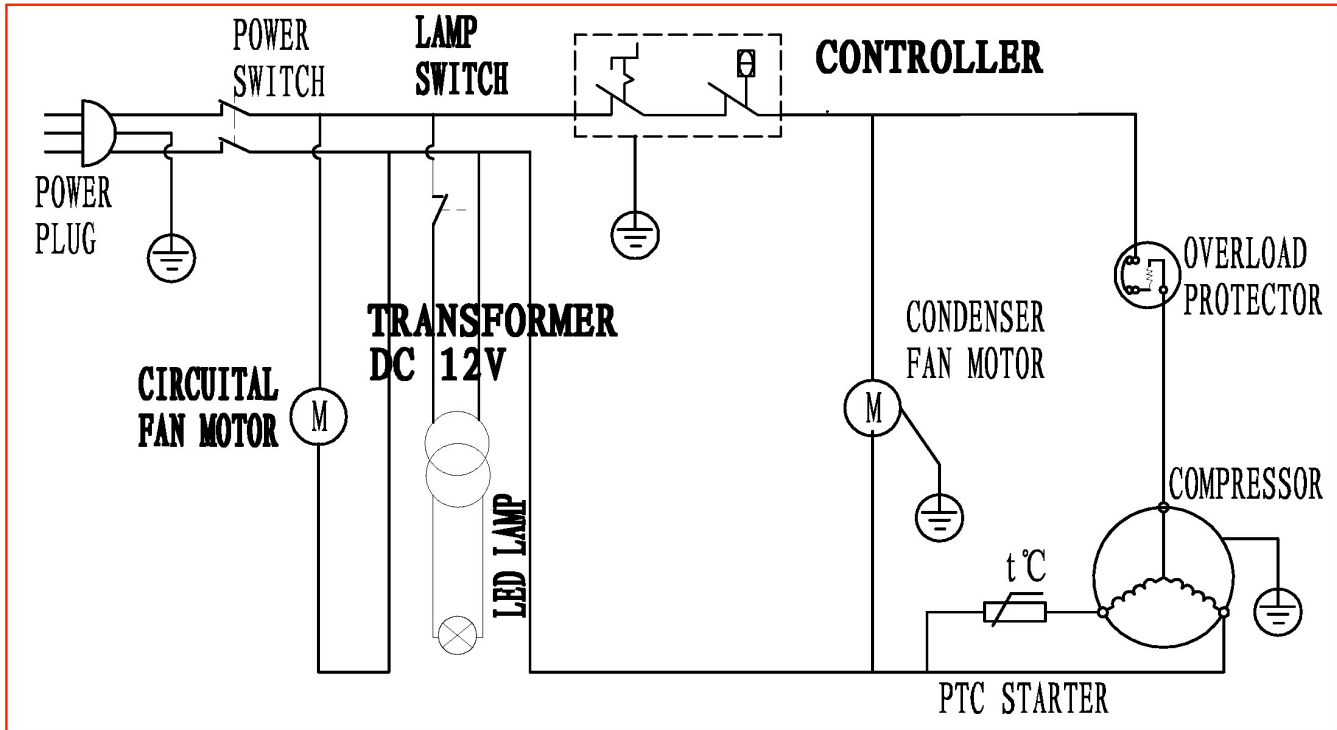 POWER
SWITCH
LAMP
SWITCH
CONTROLLER
POWER
PLUG
OVERLOAD
PROTECTOR
TRANSFORMER
DC 12V
CONDENSER
FAN MOTOR
CIRCUITAL
FAN MOTOR
M
M
COMPRESSOR
LED LAMP
t℃
PTC STARTER